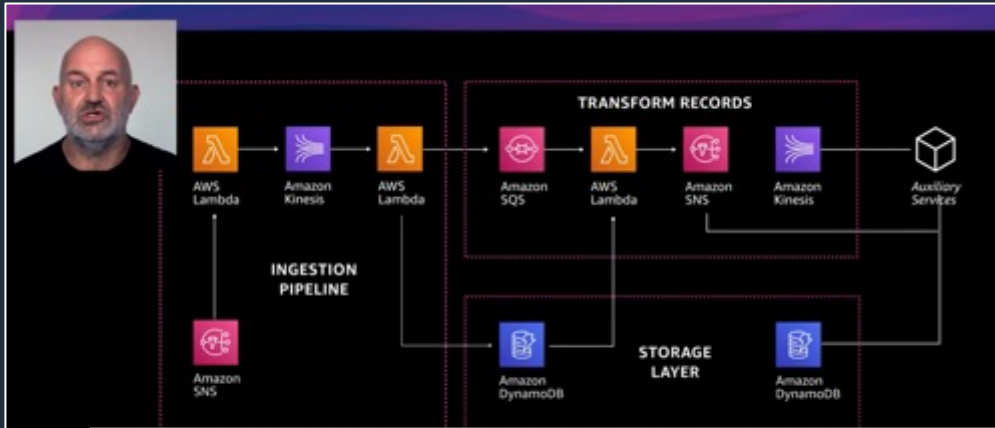 TRANSFORM RECORDS
AWS
Lambda
Amazon
Kinesis
AWS
Lambda
Amazon
SQS
AWS
Lambda
Amazon
SNS
Amazon
Kinesis
Auxiliary
Services
INGESTION
PIPELINE
Amazon
SNS
STORAGE
LAYER
Amazon
DynamoDB
Amazon
DynamoDB